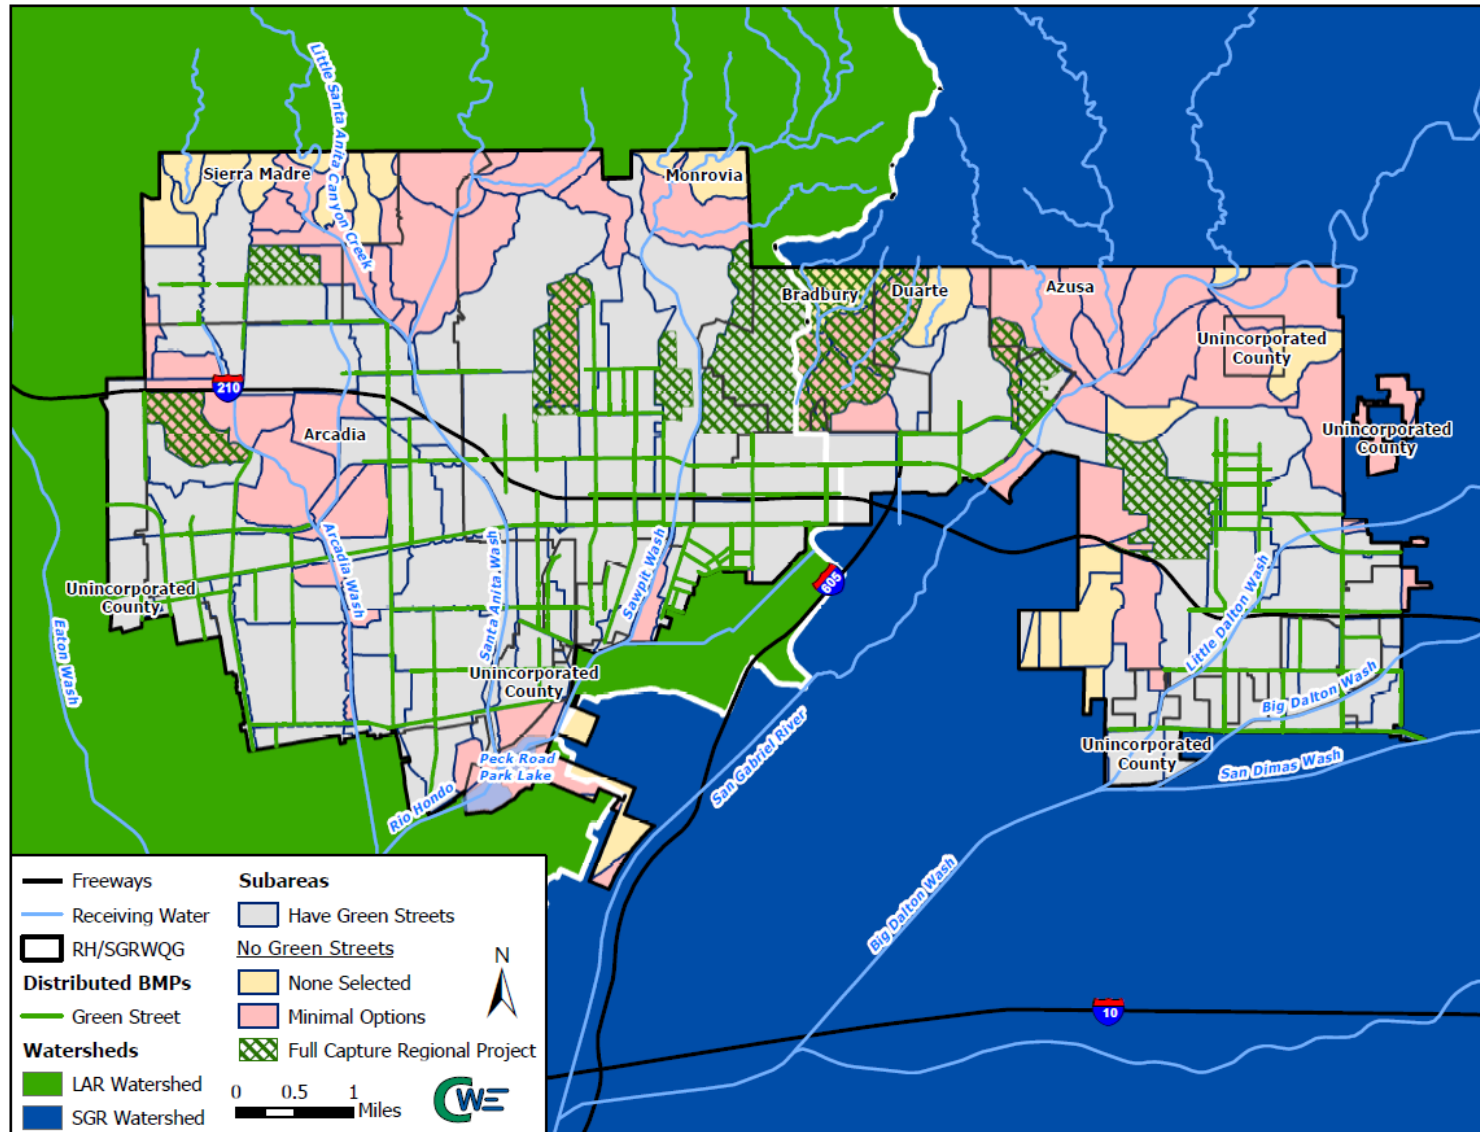 Little Santa Anita Canyon Creek
Sierra Madre
Monrovia
Bradbury
Duarte
Azusa
Unincorporated
County
210
Arcadia
Unincorporated
County
Arcadia Wash
Santa Anita Wash
Sawpit Wash
605
Unincorporated
County
Eaton Wash
Little Dalton Wash
Unincorporated
County
Big Dalton Wash
San Gabriel River
Unincorporated
County
San Dimas Wash
Peck Road
Park Lake
Rio Hondo
Big Dalton Wash
10
Freeways
Receiving Water
RH/SGRWQG
Distributed BMPs
Green Street
Watersheds
LAR Watershed
SGR Watershed
Subareas
Have Green Streets
No Green Streets
None Selected
Minimal Options
Full Capture Regional Project
N
0 0.5 1
Miles
CWE